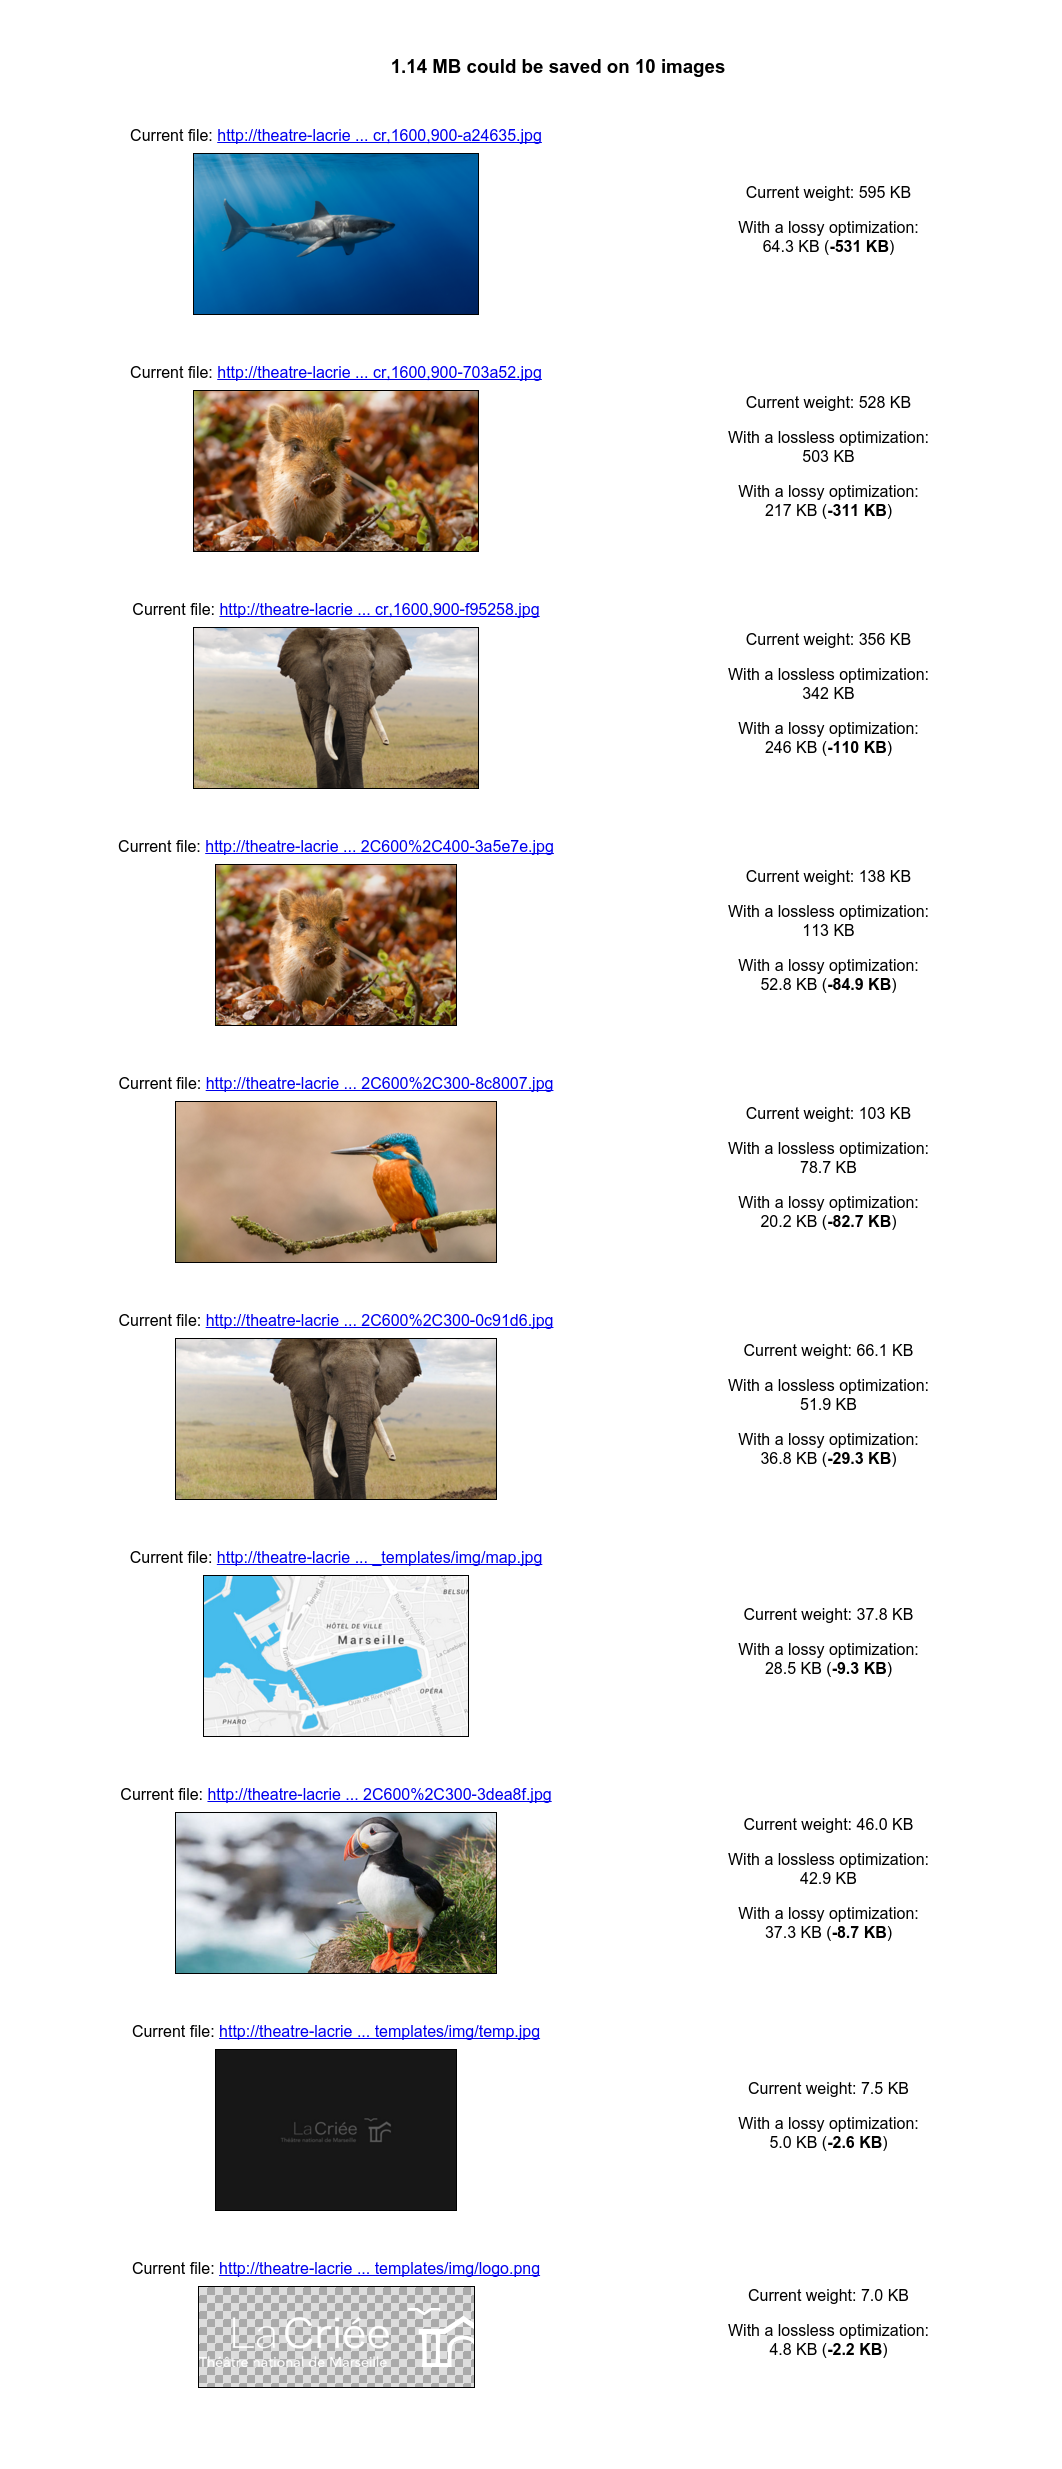 1.14 MB could be saved on 10 images
Current file: http://theatre-lacrie ... cr,1600,900-a24635.jpg
Current weight: 595 KB
With a lossy optimization:
64.3 KB (-531 KB)
Current file: http://theatre-lacrie ... cr,1600,900-703a52.jpg
Current weight: 528 KB
With a lossless optimization:
503 KB
With a lossy optimization:
217 KB (-311 KB)
Current file: http://theatre-lacrie ... cr,1600,900-f95258.jpg
Current weight: 356 KB
With a lossless optimization:
342 KB
With a lossy optimization:
246 KB (-110 KB)
Current file: http://theatre-lacrie ... 2C600%2C400-3a5e7e.jpg
Current weight: 138 KB
With a lossless optimization:
113 KB
With a lossy optimization:
52.8 KB (-84.9 KB)
Current file: http://theatre-lacrie ... 2C600%2C300-8c8007.jpg
Current weight: 103 KB
With a lossless optimization:
78.7 KB
With a lossy optimization:
20.2 KB (-82.7 KB)
Current file: http://theatre-lacrie ... 2C600%2C300-0c91d6.jpg
Current weight: 66.1 KB
With a lossless optimization:
51.9 KB
With a lossy optimization:
36.8 KB (-29.3 KB)
Current file: http://theatre-lacrie ... _templates/img/map.jpg
BELSUN
HÔTEL DE VILLE
Marseille
La Canebière
Quai de Rive Neuve
OPÉRA
PHARO
Current weight: 37.8 KB
With a lossy optimization:
28.5 KB (-9.3 KB)
Current file: http://theatre-lacrie ... 2C600%2C300-3dea8f.jpg
Current weight: 46.0 KB
With a lossless optimization:
42.9 KB
With a lossy optimization:
37.3 KB (-8.7 KB)
Current file: http://theatre-lacrie ... templates/img/temp.jpg
La Criée
Théâtre national de Marseille
Current weight: 7.5 KB
With a lossy optimization:
5.0 KB (-2.6 KB)
Current file: http://theatre-lacrie ... templates/img/logo.png
La Criée
Théâtre national de Marseille
Current weight: 7.0 KB
With a lossless optimization:
4.8 KB (-2.2 KB)